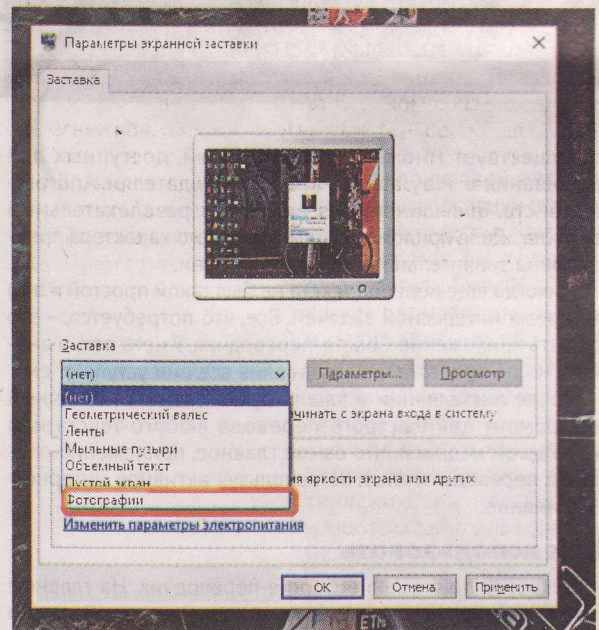 Параметры экранной заставки
Заставка
Заставка
(нет)
Параметры...
Просмотр
(нет)
Геометрический вальс
Ленты
Мыльные пузыри
Объемный текст
Пустой экран
Фотографии
чинать с экрана входа в систему
я яркости экрана или других
Изменить параметры электропитания
ОК
Отмена
Применить
ETH